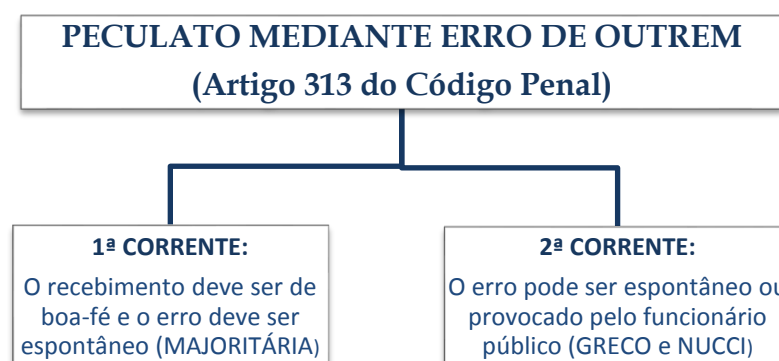 PECULATO MEDIANTE ERRO DE OUTREM
(Artigo 313 do Código Penal)
1ª CORRENTE:
O recebimento deve ser de
boa-fé e o erro deve ser
espontâneo (MAJORITÁRIA)
2ª CORRENTE:
O erro pode ser espontâneo ou
provocado pelo funcionário
público (GRECO e NUCCI)